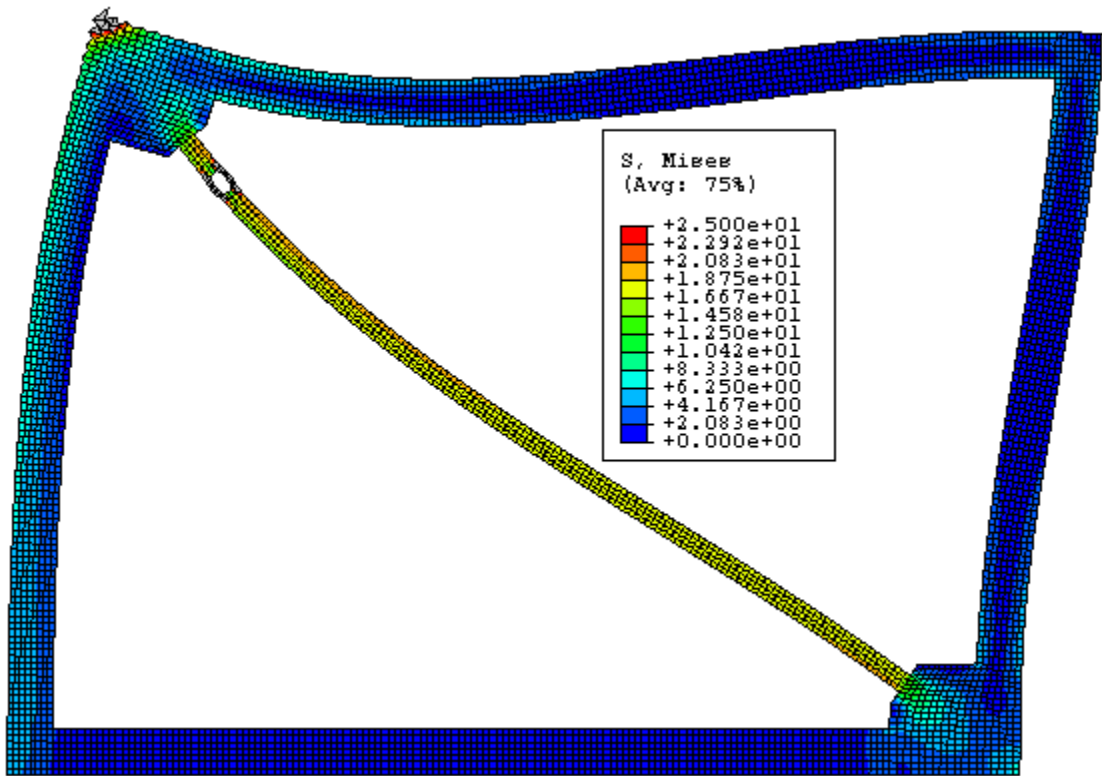 S, Mises
(Avg: 75%)
+2.500e+01
+2.292e+01
+2.083e+01
+1.875e+01
+1.667e+01
+1.458e+01
+1.250e+01
+1.042e+01
+8.333e+00
+6.250e+00
+4.167e+00
+2.083e+00
+0.000e+00